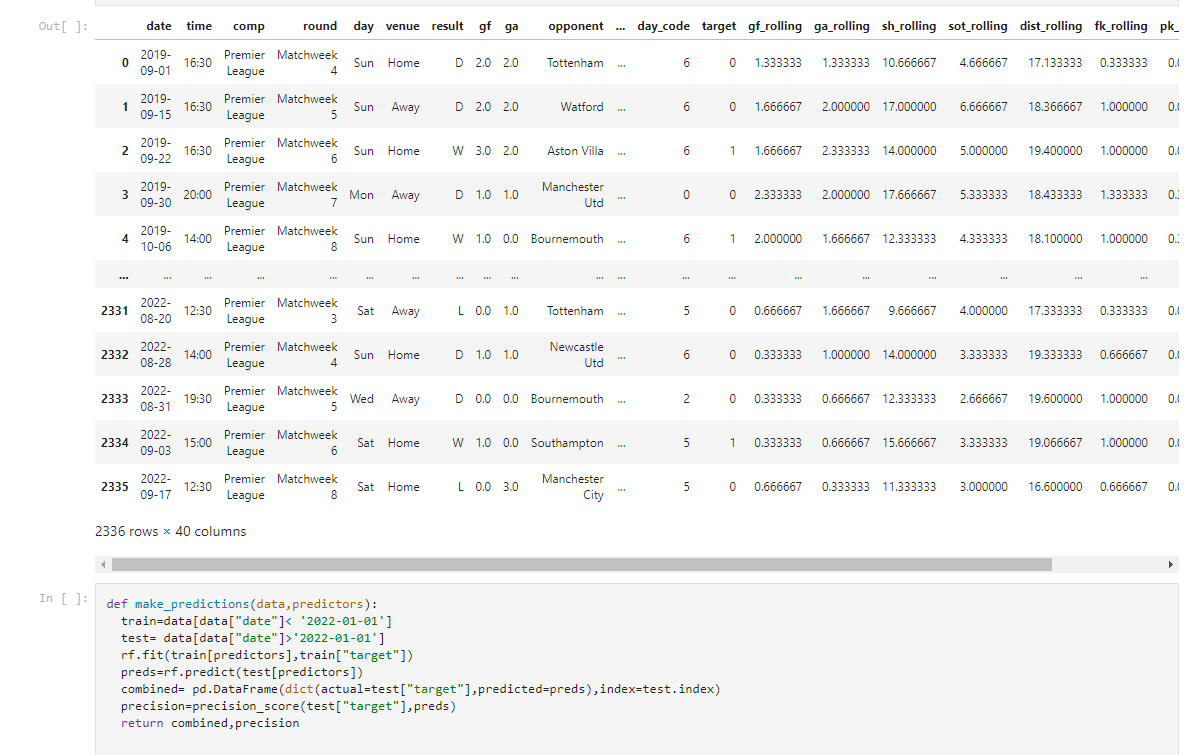 Out[ ]:
date time comp round day venue result gf ga opponent ... day_code target gf_rolling ga_rolling sh_rolling sot_rolling dist_rolling fk_rolling pk_
0 2019-09-01 16:30 Premier League Matchweek 4 Sun Home D 2.0 2.0 Tottenham ... 6 0 1.333333 1.333333 10.666667 4.666667 17.133333 0.333333 0.
1 2019-09-15 16:30 Premier League Matchweek 5 Sun Away D 2.0 2.0 Watford ... 6 0 1.666667 2.000000 17.000000 6.666667 18.366667 1.000000 0.
2 2019-09-22 16:30 Premier League Matchweek 6 Sun Home W 3.0 2.0 Aston Villa ... 6 1 1.666667 2.333333 14.000000 5.000000 19.400000 1.000000 0.
3 2019-09-30 20:00 Premier League Matchweek 7 Mon Away D 1.0 1.0 Manchester Utd ... 0 0 2.333333 2.000000 17.666667 5.333333 18.433333 1.333333 0.
4 2019-10-06 14:00 Premier League Matchweek 8 Sun Home W 1.0 0.0 Bournemouth ... 6 1 2.000000 1.666667 12.333333 4.333333 18.100000 1.000000 0.
... ... ... ... ... ... ... ... ... ... ... ... ... ... ... ... ... ... ... ...
2331 2022-08-20 12:30 Premier League Matchweek 3 Sat Away L 0.0 1.0 Tottenham ... 5 0 0.666667 1.666667 9.666667 4.000000 17.333333 0.333333 0.
2332 2022-08-28 14:00 Premier League Matchweek 4 Sun Home D 1.0 1.0 Newcastle Utd ... 6 0 0.333333 1.000000 14.000000 3.333333 19.333333 0.666667 0.
2333 2022-08-31 19:30 Premier League Matchweek 5 Wed Away D 0.0 0.0 Bournemouth ... 2 0 0.333333 0.666667 12.333333 2.666667 19.600000 1.000000 0.
2334 2022-09-03 15:00 Premier League Matchweek 6 Sat Home W 1.0 0.0 Southampton ... 5 1 0.333333 0.666667 15.666667 3.333333 19.066667 1.000000 0.
2335 2022-09-17 12:30 Premier League Matchweek 8 Sat Home L 0.0 3.0 Manchester City ... 5 0 0.666667 0.333333 11.333333 3.000000 16.600000 0.666667 0.
2336 rows × 40 columns
In [ ]:
def make_predictions(data,predictors):
  train=data[data["date"]< '2022-01-01']
  test= data[data["date"]>'2022-01-01']
  rf.fit(train[predictors],train["target"])
  preds=rf.predict(test[predictors])
  combined= pd.DataFrame(dict(actual=test["target"],predicted=preds),index=test.index)
  precision=precision_score(test["target"],preds)
  return combined,precision